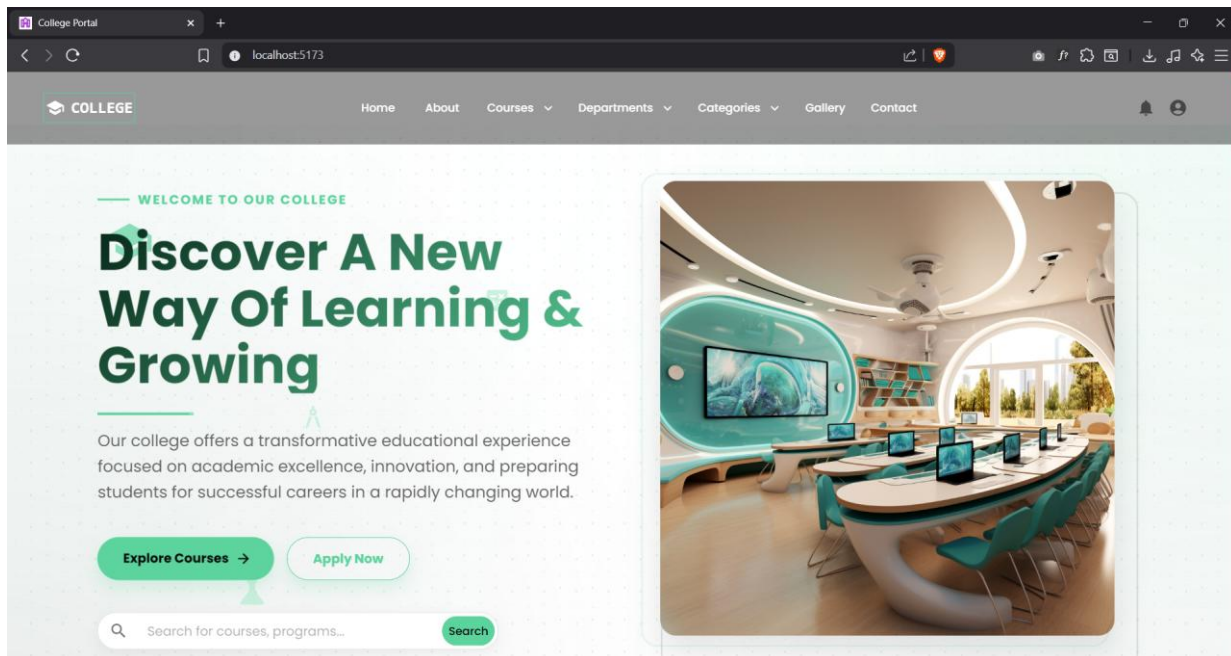 College Portal
localhost:5173
COLLEGE
Home About Courses Departments Categories Gallery Contact
WELCOME TO OUR COLLEGE
Discover A New
Way Of Learning &
Growing
Our college offers a transformative educational experience
focused on academic excellence, innovation, and preparing
students for successful careers in a rapidly changing world.
Explore Courses → Apply Now
Search for courses, programs...
Search